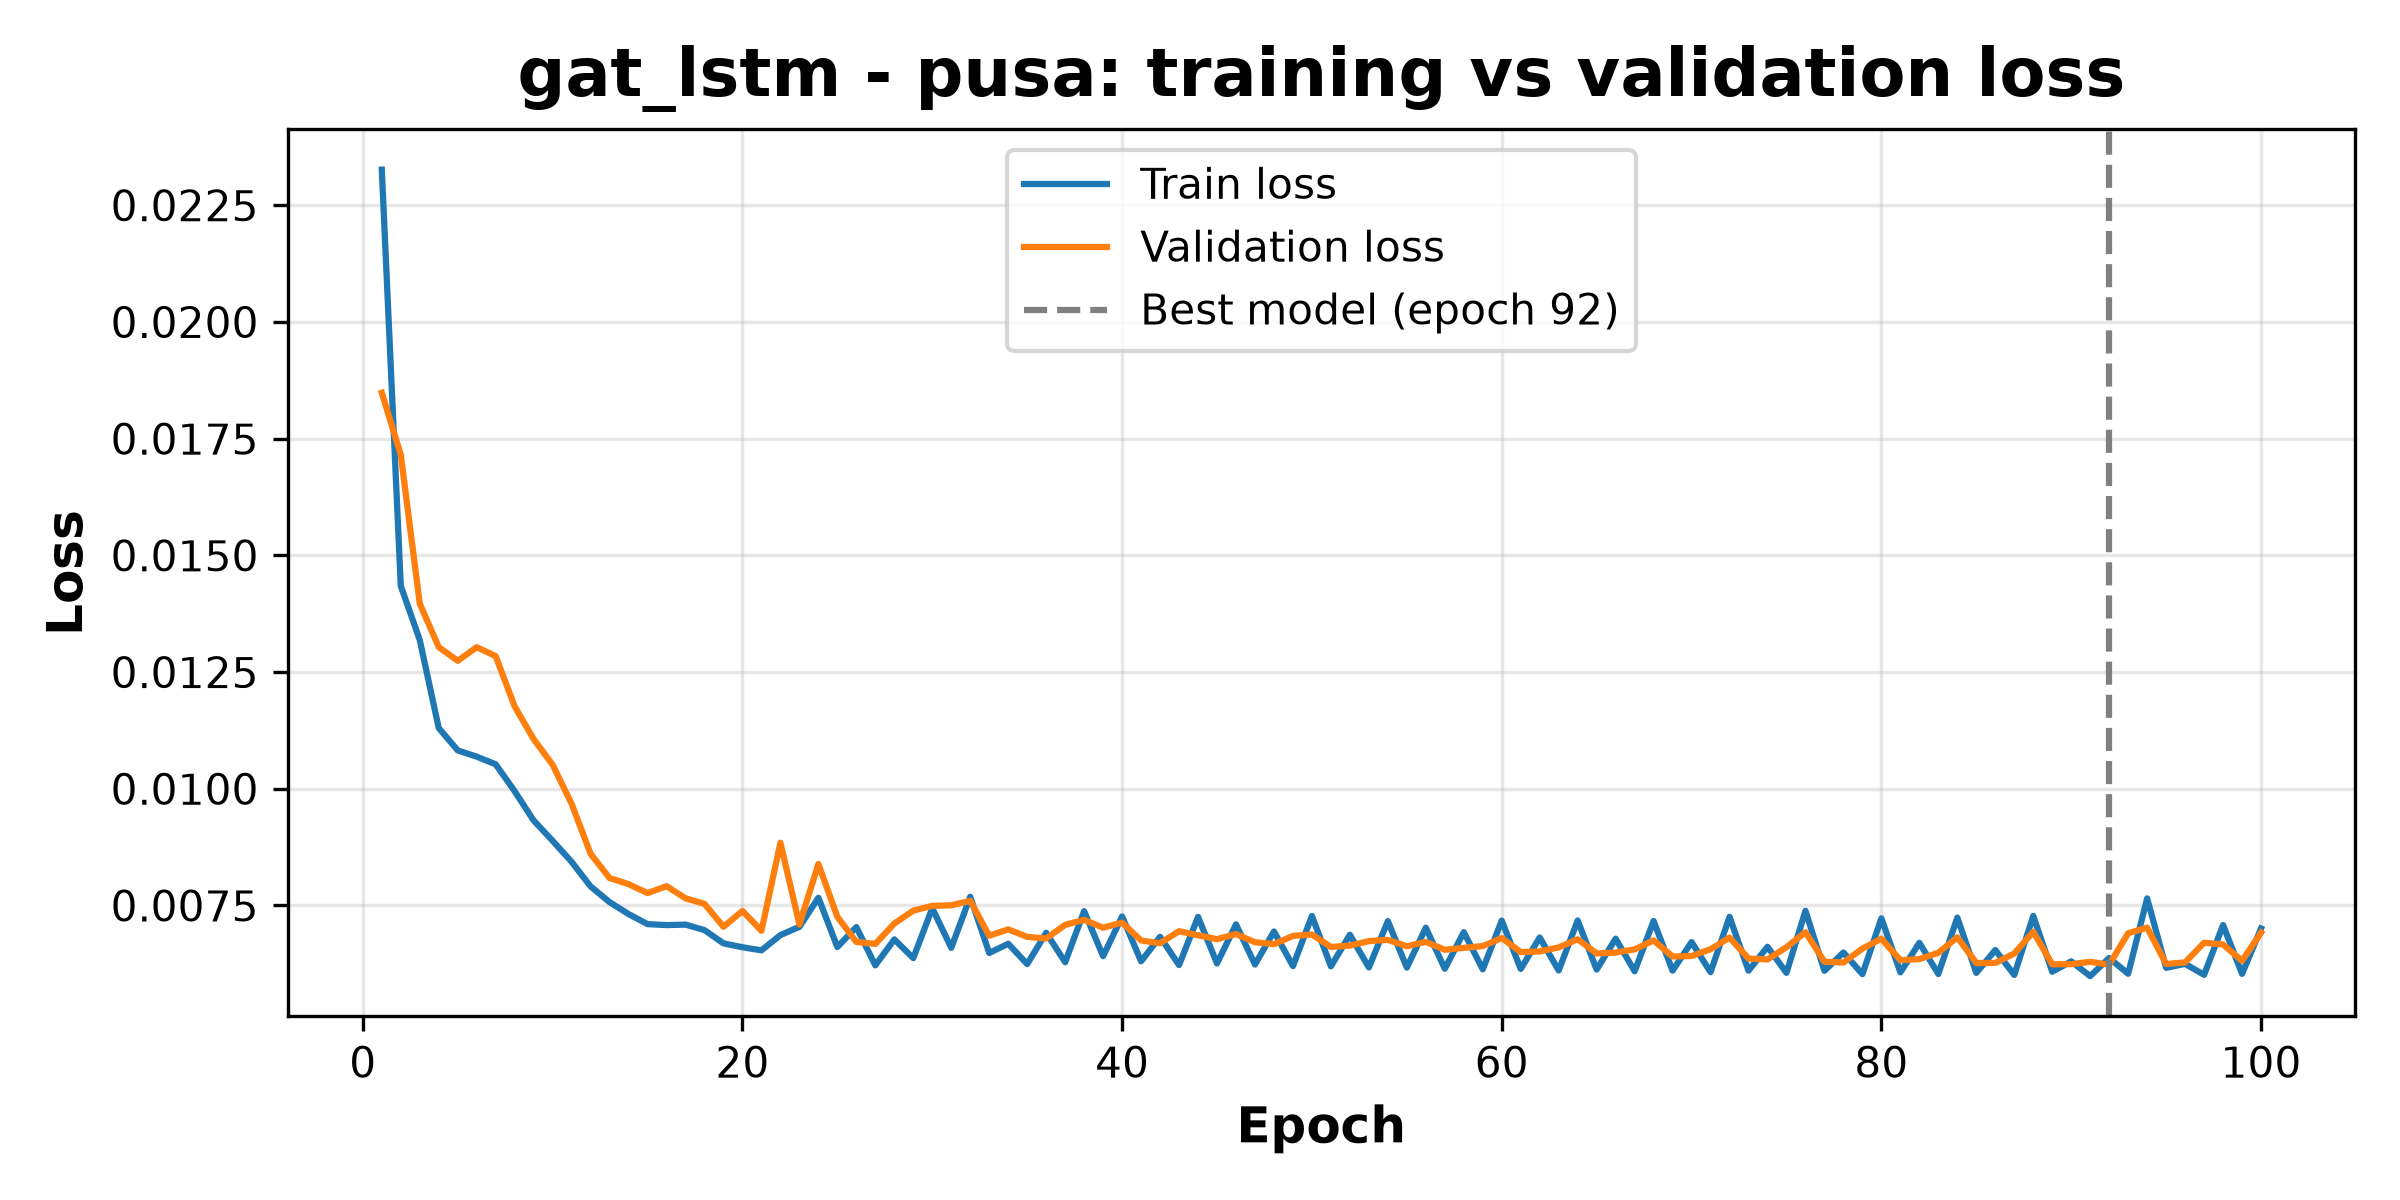 gat_lstm - pusa: training vs validation loss
Train loss
Validation loss
Best model (epoch 92)
Loss
0.0225
0.0200
0.0175
0.0150
0.0125
0.0100
0.0075
0 20 40 60 80 100
Epoch